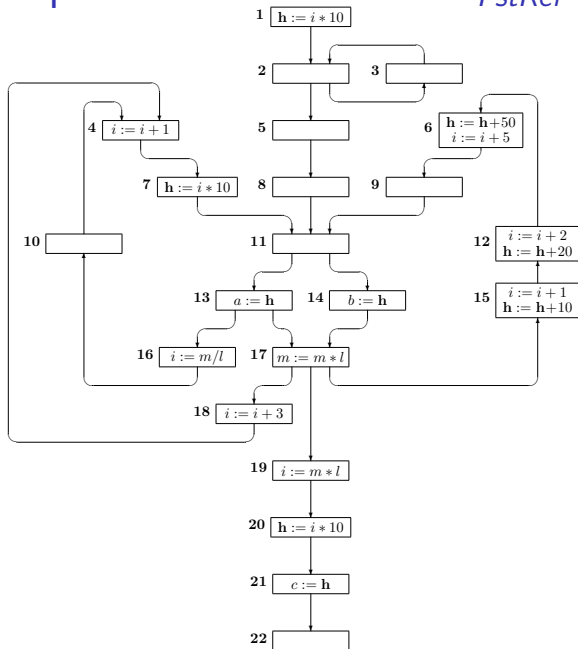 1 h := i ∗ 10
2 3
4 i := i + 1 5 6 h := h+50
i := i + 5
7 h := i ∗ 10 8 9
10 11 12 i := i + 2
h := h+20
13 a := h 14 b := h 15 i := i + 1
h := h+10
16 i := m/l 17 m := m ∗ l
18 i := i + 3
19 i := m ∗ l
20 h := i ∗ 10
21 c := h
22